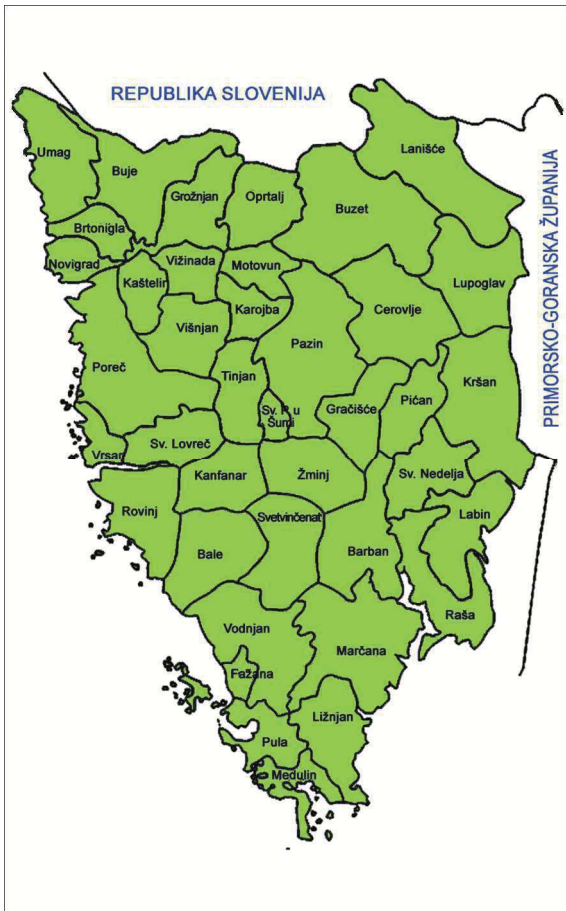 REPUBLIKA SLOVENIJA
PRIMORSKO-GORANSKA ŽUPANIJA
Umag
Buje
Lanišće
Grožnjan
Oprtalj
Buzet
Brtonigla
Novigrad
Vižinada
Motovun
Kaštelir
Lupoglav
Karojba
Cerovlje
Višnjan
Pazin
Poreč
Tinjan
Kršan
Sv. P. u
Šumi
Gračišće
Pićan
Sv. Lovreč
Vrsar
Kanfanar
Žminj
Sv. Nedelja
Rovinj
Svetvinčenat
Labin
Bale
Barban
Raša
Vodnjan
Marčana
Fažana
Ližnjan
Pula
Medulin